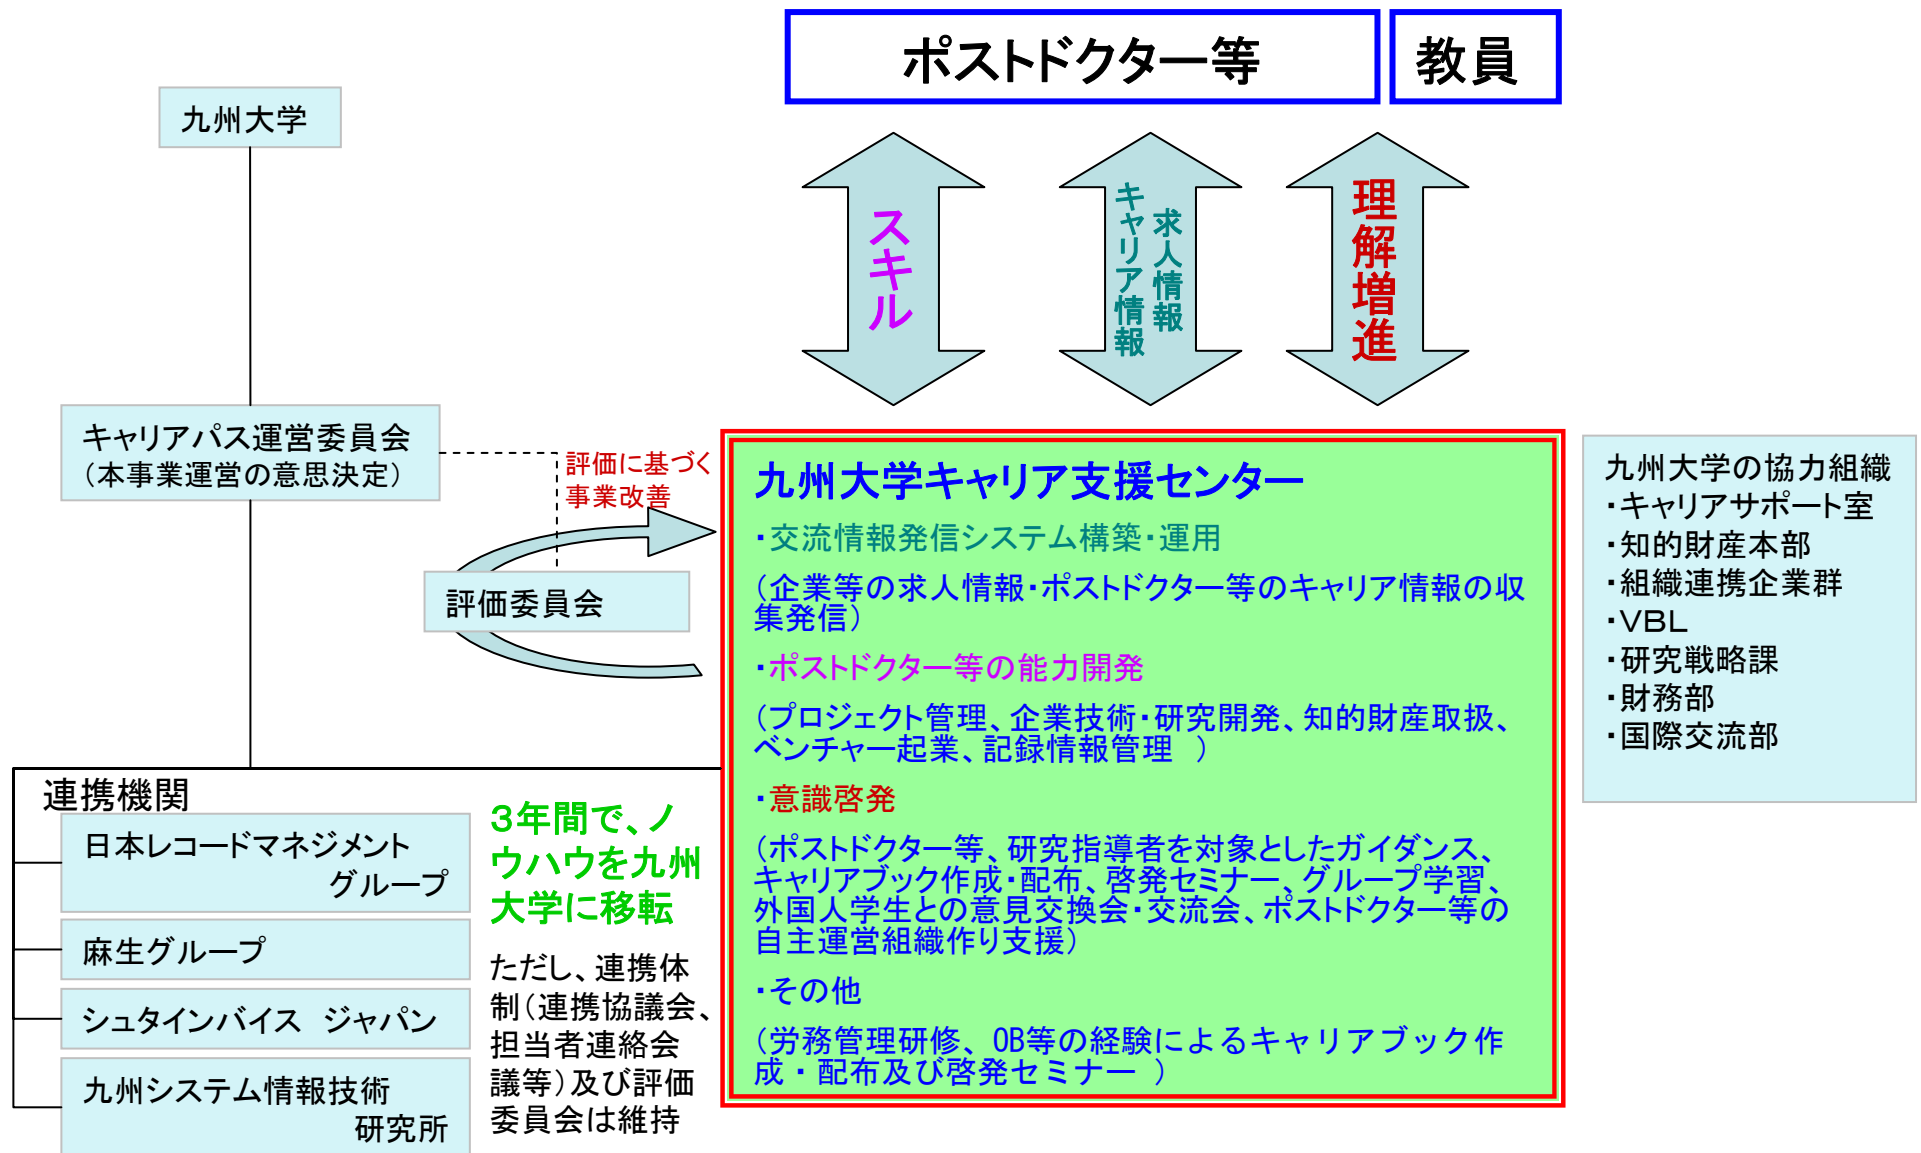 ポストドクター等
教員
九州大学
スキル
求人情報
キャリア情報
理解増進
キャリアパス運営委員会
（本事業運営の意思決定）
評価に基づく
事業改善
評価委員会
九州大学キャリア支援センター
・交流情報発信システム構築・運用
（企業等の求人情報・ポストドクター等のキャリア情報の収
集発信）
・ポストドクター等の能力開発
（プロジェクト管理、企業技術・研究開発、知的財産取扱、
ベンチャー起業、記録情報管理　）
・意識啓発
（ポストドクター等、研究指導者を対象としたガイダンス、
キャリアブック作成・配布、啓発セミナー、グループ学習、
外国人学生との意見交換会・交流会、ポストドクター等の
自主運営組織作り支援）
・その他
（労務管理研修、OB等の経験によるキャリアブック作
成・配布及び啓発セミナー　）
九州大学の協力組織
・キャリアサポート室
・知的財産本部
・組織連携企業群
・VBL
・研究戦略課
・財務部
・国際交流部
連携機関
日本レコードマネジメント
グループ
麻生グループ
シュタインバイス　ジャパン
九州システム情報技術
研究所
３年間で、ノ
ウハウを九州
大学に移転
ただし、連携体
制（連携協議会、
担当者連絡会
議等）及び評価
委員会は維持